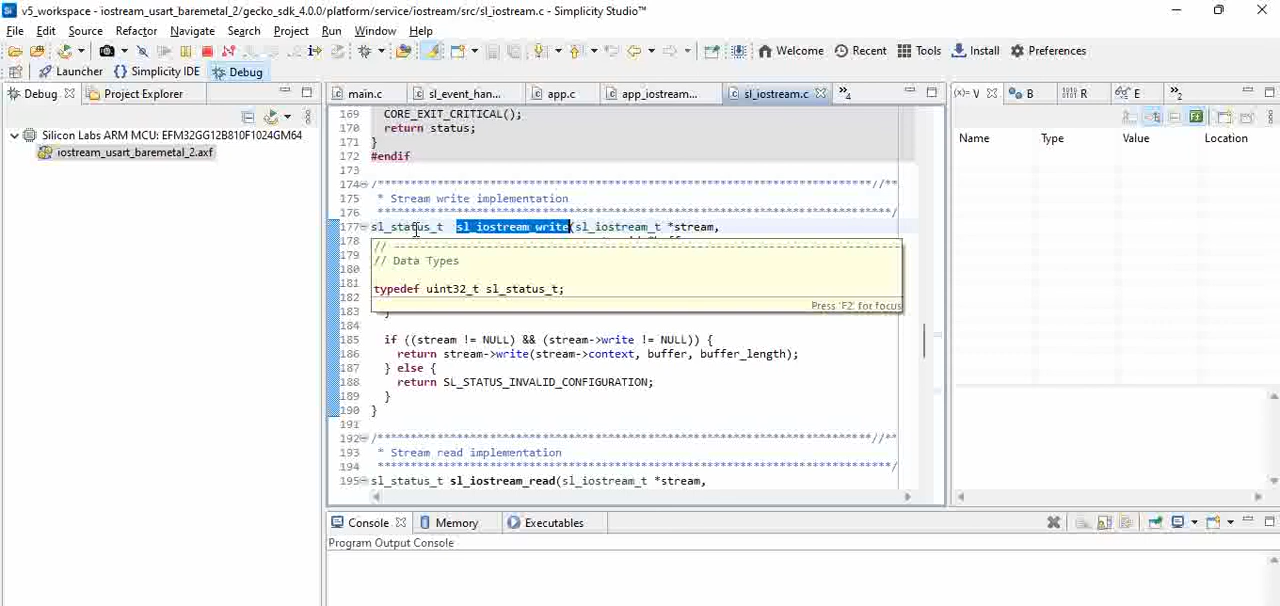 v5_workspace - iostream_usart_baremetal_2/gecko_sdk_4.0.0/platform/service/iostream/src/sl_iostream.c - Simplicity Studio™
File Edit Source Refactor Navigate Search Project Run Window Help
Welcome Recent Tools Install Preferences
Launcher {} Simplicity IDE Debug
Debug Project Explorer
main.c sl_event_han... app.c app_iostream... sl_iostream.c »4
(x)= V B 1010 R E »2
Silicon Labs ARM MCU: EFM32GG12B810F1024GM64
iostream_usart_baremetal_2.axf
Name Type Value Location
169 CORE_EXIT_CRITICAL();
170 return status;
171 }
172 #endif
173
174 /*****************************************************************************//**
175 * Stream write implementation
176 ******************************************************************************/
177 sl_status_t sl_iostream_write(sl_iostream_t *stream,
178
179 // Data Types
180
181 typedef uint32_t sl_status_t;
182 Press 'F2' for focus
183 }
184
185 if ((stream != NULL) && (stream->write != NULL)) {
186 return stream->write(stream->context, buffer, buffer_length);
187 } else {
188 return SL_STATUS_INVALID_CONFIGURATION;
189 }
190 }
191
192 /*****************************************************************************//**
193 * Stream read implementation
194 ******************************************************************************/
195 sl_status_t sl_iostream_read(sl_iostream_t *stream,
Console Memory Executables
Program Output Console